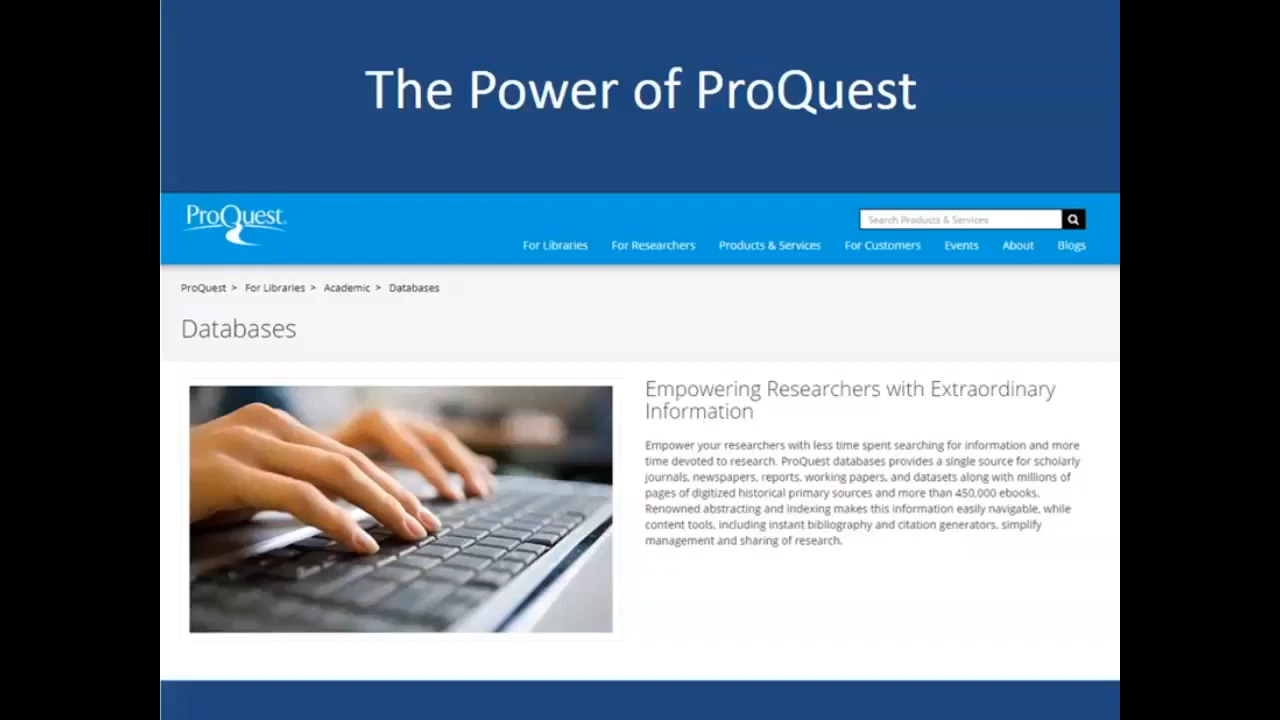 The Power of ProQuest
ProQuest
Search Products & Services
For Libraries For Researchers Products & Services For Customers Events About Blogs
ProQuest > For Libraries > Academic > Databases
Databases
Empowering Researchers with Extraordinary
Information
Empower your researchers with less time spent searching for information and more
time devoted to research. ProQuest databases provides a single source for scholarly
journals, newspapers, reports, working papers, and datasets along with millions of
pages of digitized historical primary sources and more than 450,000 ebooks.
Renowned abstracting and indexing makes this information easily navigable, while
content tools, including instant bibliography and citation generators, simplify
management and sharing of research.